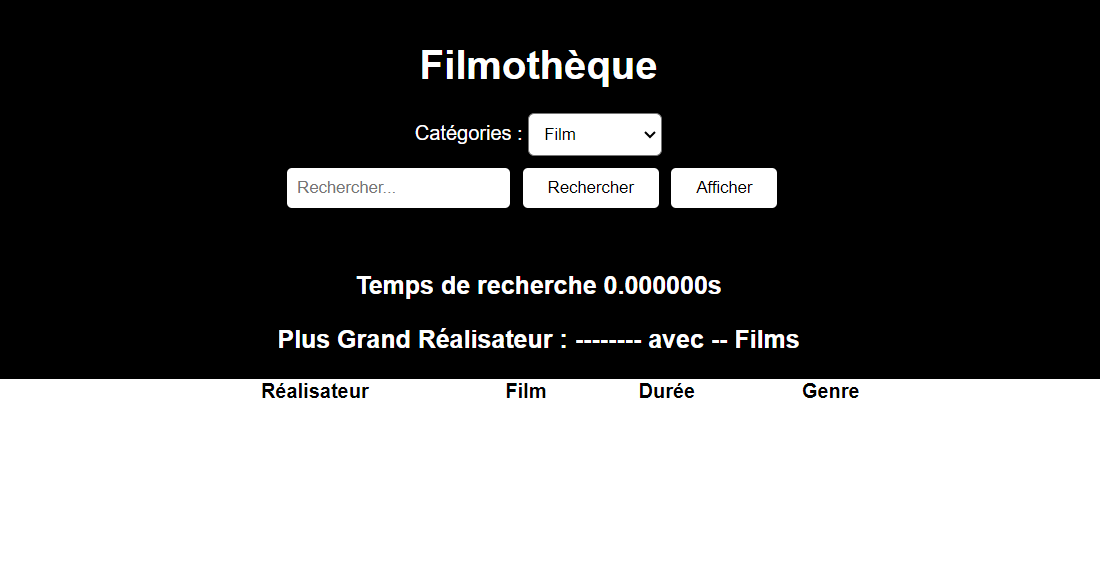 Filmothèque
Catégories : Film
Rechercher... Rechercher Afficher
Temps de recherche 0.000000s
Plus Grand Réalisateur : -------- avec -- Films
Réalisateur Film Durée Genre